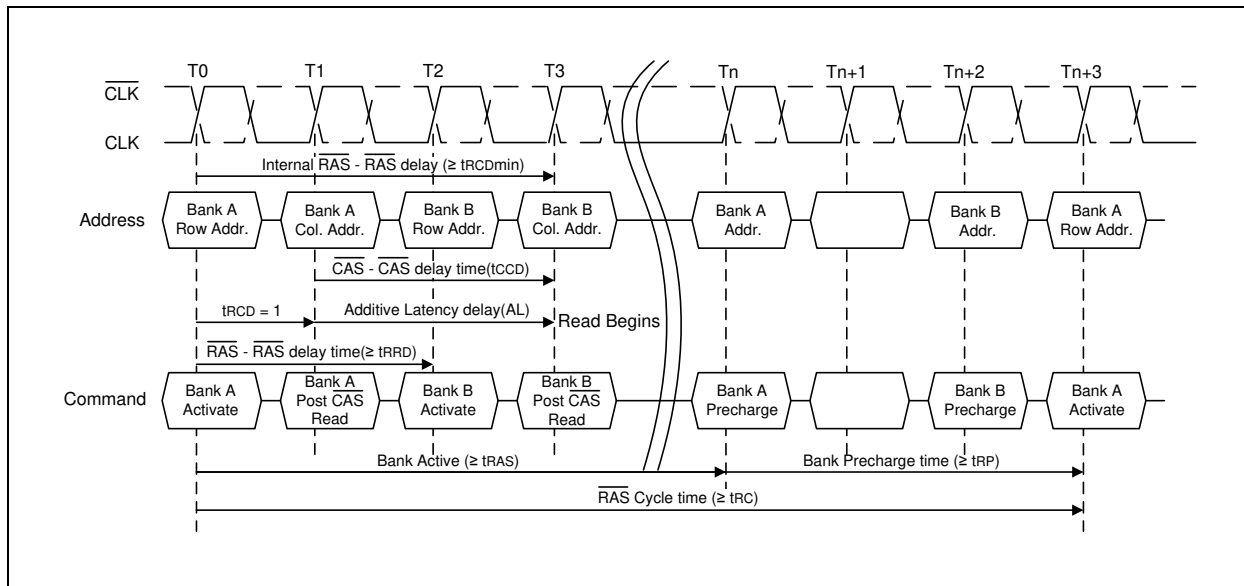 T0 T1 T2 T3 Tn Tn+1 Tn+2 Tn+3
CLK
CLK
Internal RAS - RAS delay (≥ tRCDmin)
Address
Bank A Row Addr.
Bank A Col. Addr.
Bank B Row Addr.
Bank B Col. Addr.
Bank A Addr.
Bank B Addr.
Bank A Row Addr.
CAS - CAS delay time(tCCD)
tRCD = 1
Additive Latency delay(AL)
Read Begins
RAS - RAS delay time(≥ tRRD)
Command
Bank A Activate
Bank A Post CAS Read
Bank B Activate
Bank B Post CAS Read
Bank A Precharge
Bank B Precharge
Bank A Activate
Bank Active (≥ tRAS)
Bank Precharge time (≥ tRP)
RAS Cycle time (≥ tRC)